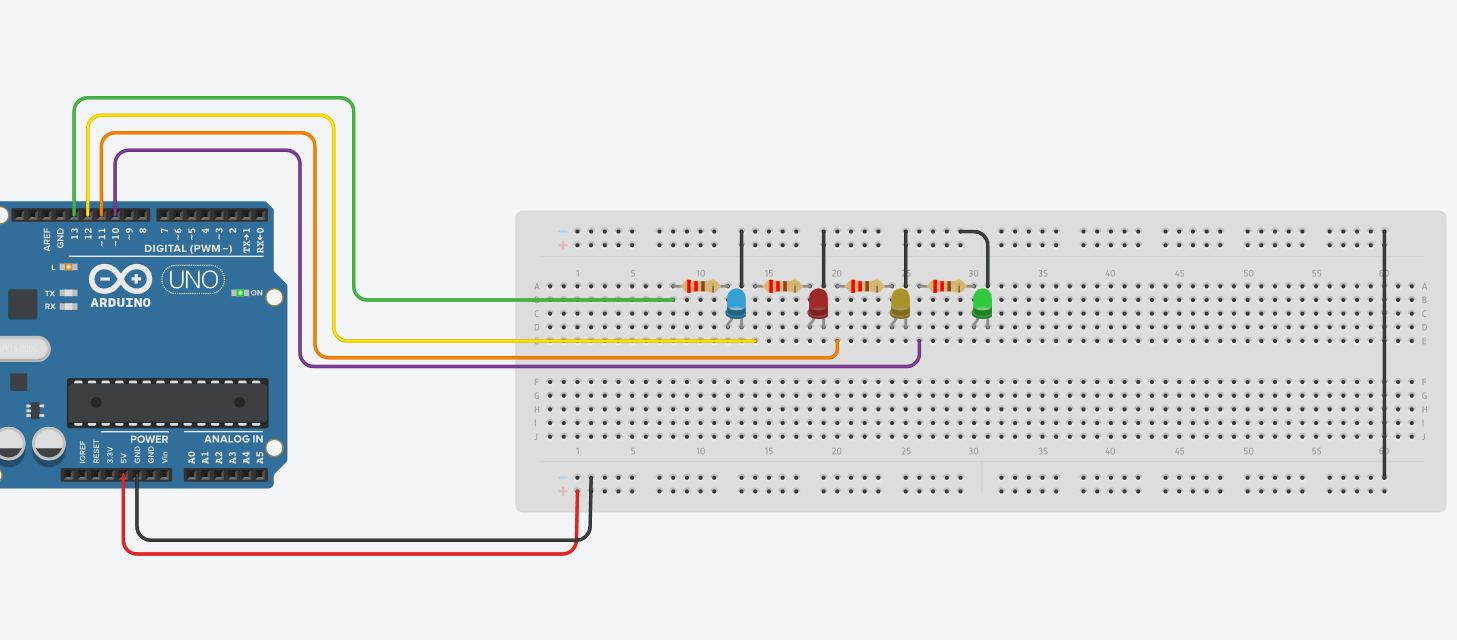 AREF
GND
13
12
~11
~10
~9
8
7
~6
~5
4
~3
2
TX→1
RX←0
DIGITAL (PWM~)
L
TX
RX
UNO
ARDUINO
ON
POWER
ANALOG IN
IOREF
RESET
3.3V
5V
GND
GND
Vin
A0
A1
A2
A3
A4
A5
−
+
1 5 10 15 20 25 30 35 40 45 50 55 60
A A
B B
C C
D D
E E
F F
G G
H H
I I
J J
1 5 10 15 20 25 30 35 40 45 50 55 60
−
+